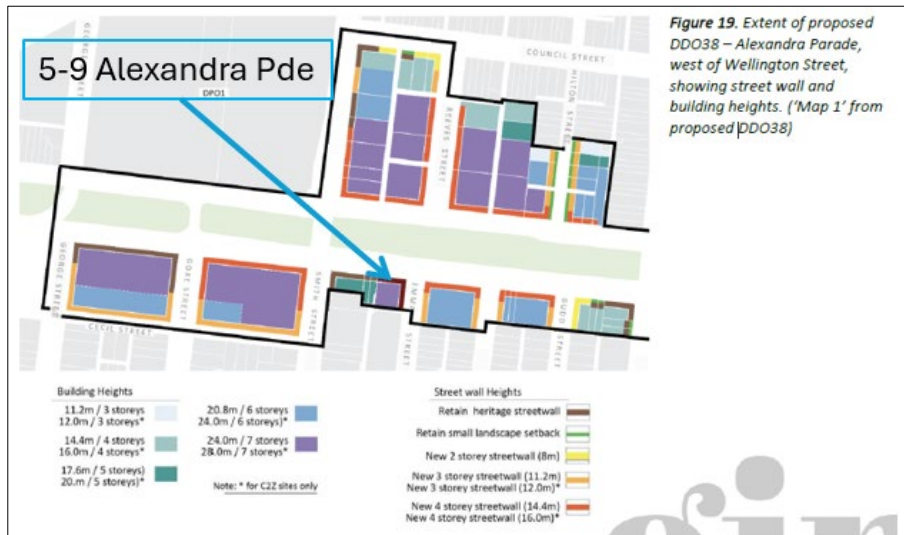 5-9 Alexandra Pde
DPO1
GEORGE STREET
COUNCIL STREET
HILTON STREET
REEVES STREET
GEORGE STREET
GORE STREET
SMITH STREET
EMMA
STREET
BUDD STREET
CECIL STREET
Figure 19. Extent of proposed
DDO38 – Alexandra Parade,
west of Wellington Street,
showing street wall and
building heights. ('Map 1' from
proposed DDO38)
Building Heights
11.2m / 3 storeys
12.0m / 3 storeys*
14.4m / 4 storeys
16.0m / 4 storeys*
17.6m / 5 storeys)
20.m / 5 storeys)*
20.8m / 6 storeys
24.0m / 6 storeys)*
24.0m / 7 storeys
28.0m / 7 storeys*
Note: * for C2Z sites only
Street wall Heights
Retain heritage streetwall
Retain small landscape setback
New 2 storey streetwall (8m)
New 3 storey streetwall (11.2m)
New 3 storey streetwall (12.0m)*
New 4 storey streetwall (14.4m)
New 4 storey streetwall (16.0m)*